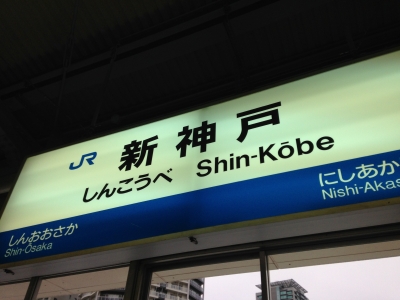 JR 新神戸
しんこうべ Shin-Kōbe
しんおおさか
Shin-Osaka
にしあか
Nishi-Akas